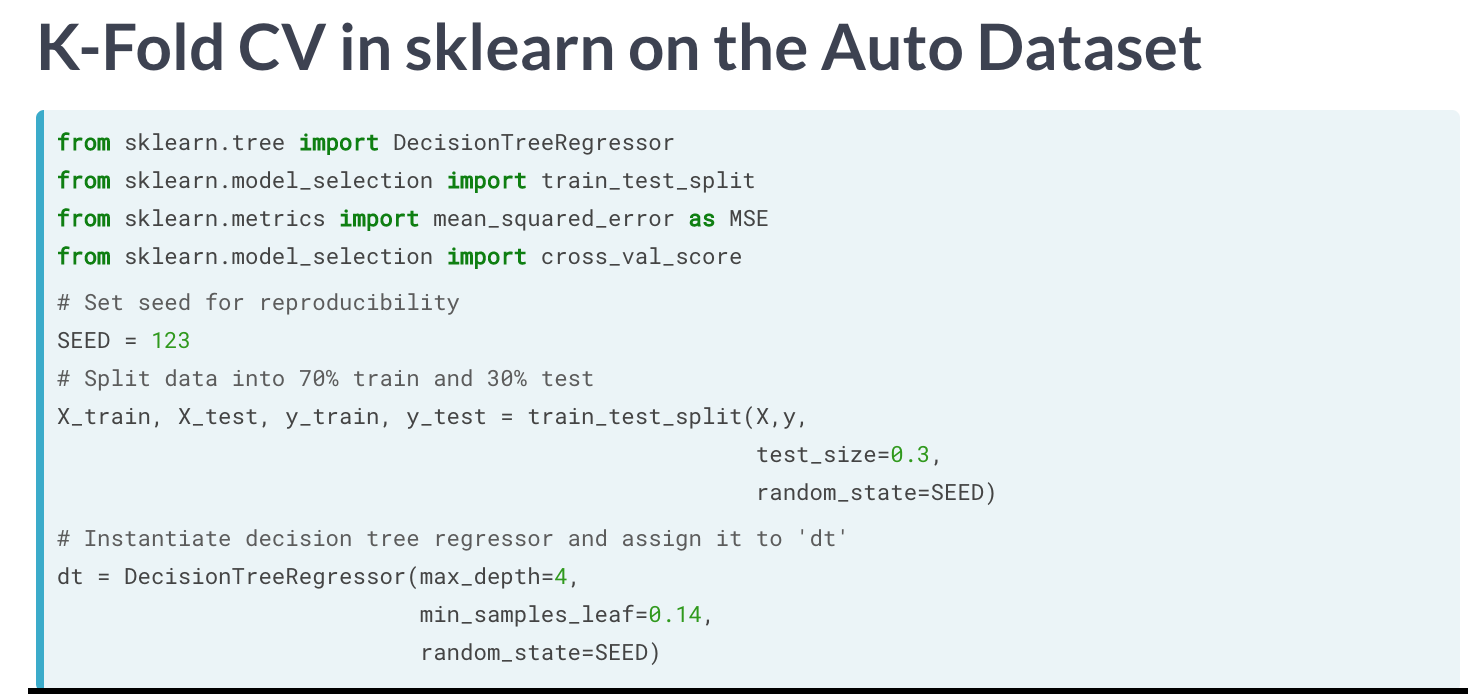 K-Fold CV in sklearn on the Auto Dataset
from sklearn.tree import DecisionTreeRegressor
from sklearn.model_selection import train_test_split
from sklearn.metrics import mean_squared_error as MSE
from sklearn.model_selection import cross_val_score
# Set seed for reproducibility
SEED = 123
# Split data into 70% train and 30% test
X_train, X_test, y_train, y_test = train_test_split(X,y,
                                                    test_size=0.3,
                                                    random_state=SEED)
# Instantiate decision tree regressor and assign it to 'dt'
dt = DecisionTreeRegressor(max_depth=4,
                           min_samples_leaf=0.14,
                           random_state=SEED)